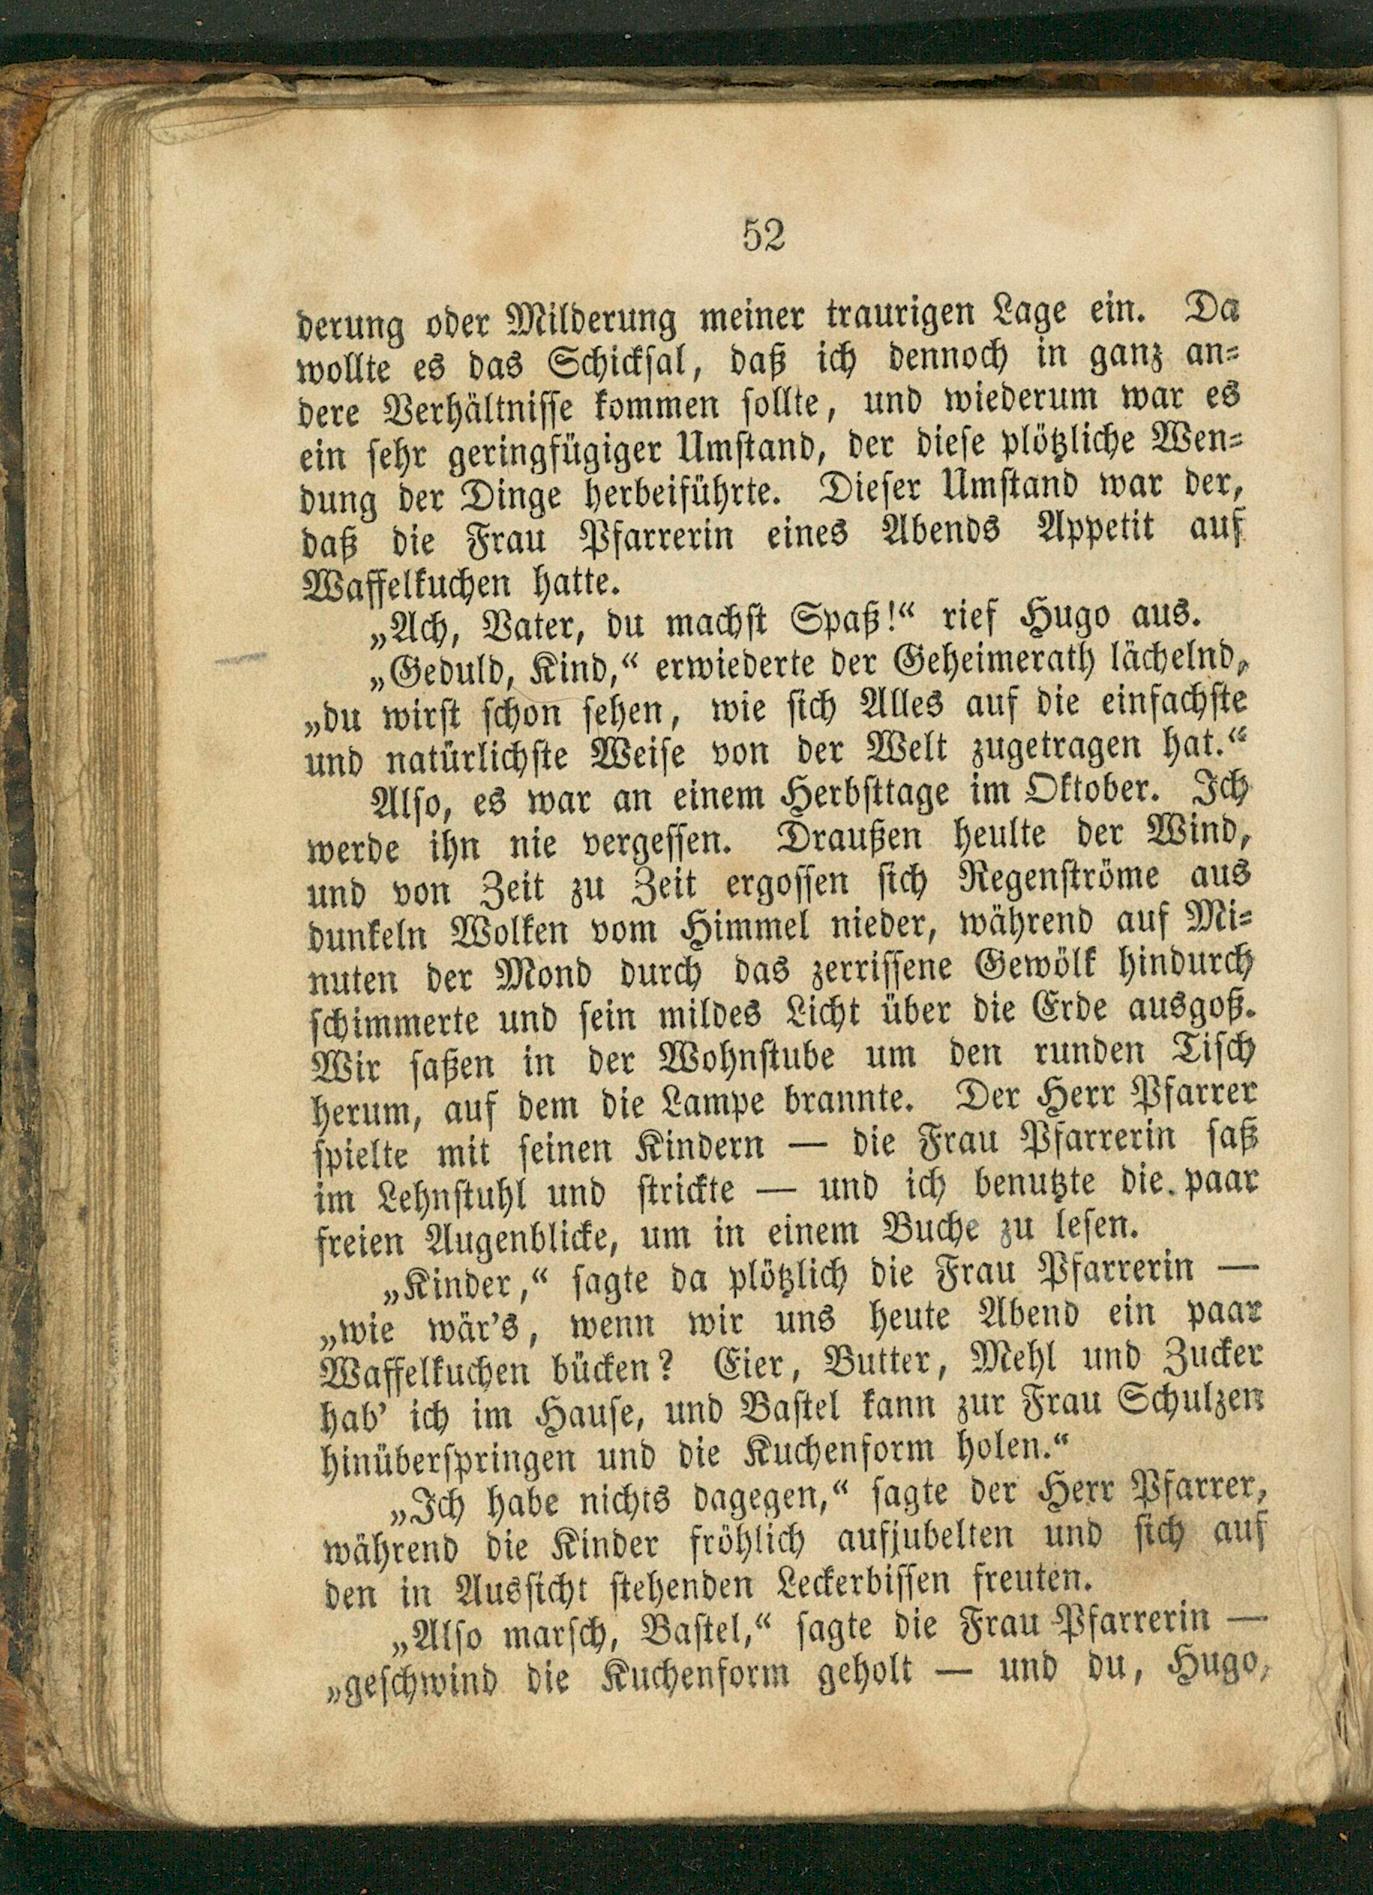 52
derung oder Milderung meiner traurigen Lage ein. Da
wollte es das Schicksal, daß ich dennoch in ganz an-
dere Verhältnisse kommen sollte, und wiederum war es
ein sehr geringfügiger Umstand, der diese plötzliche Wen-
dung der Dinge herbeiführte. Dieser Umstand war der,
daß die Frau Pfarrerin eines Abends Appetit auf
Waffelkuchen hatte.
„Ach, Vater, du machst Spaß!“ rief Hugo aus.
„Geduld, Kind,“ erwiederte der Geheimerath lächelnd,
„du wirst schon sehen, wie sich Alles auf die einfachste
und natürlichste Weise von der Welt zugetragen hat.“
Also, es war an einem Herbsttage im Oktober. Ich
werde ihn nie vergessen. Draußen heulte der Wind,
und von Zeit zu Zeit ergossen sich Regenströme aus
dunkeln Wolken vom Himmel nieder, während auf Mi-
nuten der Mond durch das zerrissene Gewölk hindurch
schimmerte und sein mildes Licht über die Erde ausgoß.
Wir saßen in der Wohnstube um den runden Tisch
herum, auf dem die Lampe brannte. Der Herr Pfarrer
spielte mit seinen Kindern — die Frau Pfarrerin saß
im Lehnstuhl und strickte — und ich benutzte die paar
freien Augenblicke, um in einem Buche zu lesen.
„Kinder,“ sagte da plötzlich die Frau Pfarrerin —
„wie wär's, wenn wir uns heute Abend ein paar
Waffelkuchen bücken? Eier, Butter, Mehl und Zucker
hab' ich im Hause, und Bastel kann zur Frau Schulzen
hinüberspringen und die Kuchenform holen.“
„Ich habe nichts dagegen,“ sagte der Herr Pfarrer,
während die Kinder fröhlich aufjubelten und sich auf
den in Aussicht stehenden Leckerbissen freuten.
„Also marsch, Bastel,“ sagte die Frau Pfarrerin —
„geschwind die Kuchenform geholt — und du, Hugo,